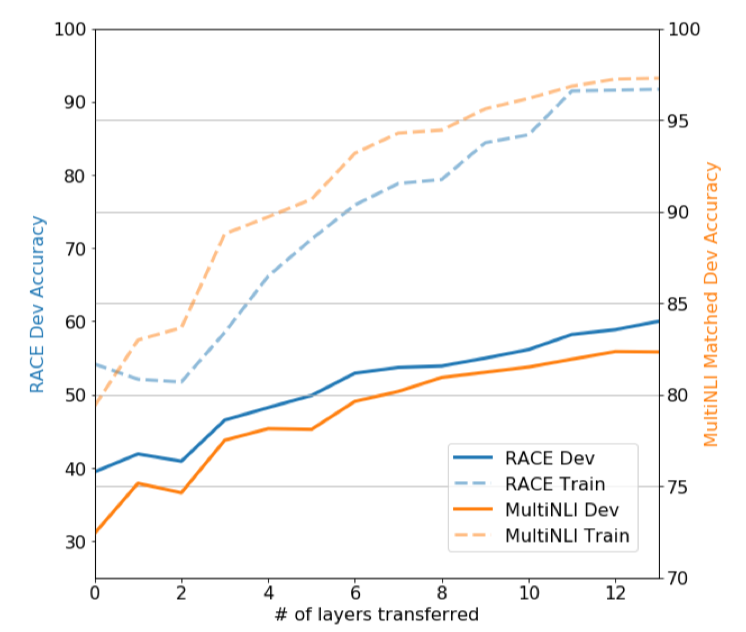 100
90
80
70
60
50
40
30
RACE Dev Accuracy
100
95
90
85
80
75
70
MultiNLI Matched Dev Accuracy
RACE Dev
RACE Train
MultiNLI Dev
MultiNLI Train
0 2 4 6 8 10 12
# of layers transferred